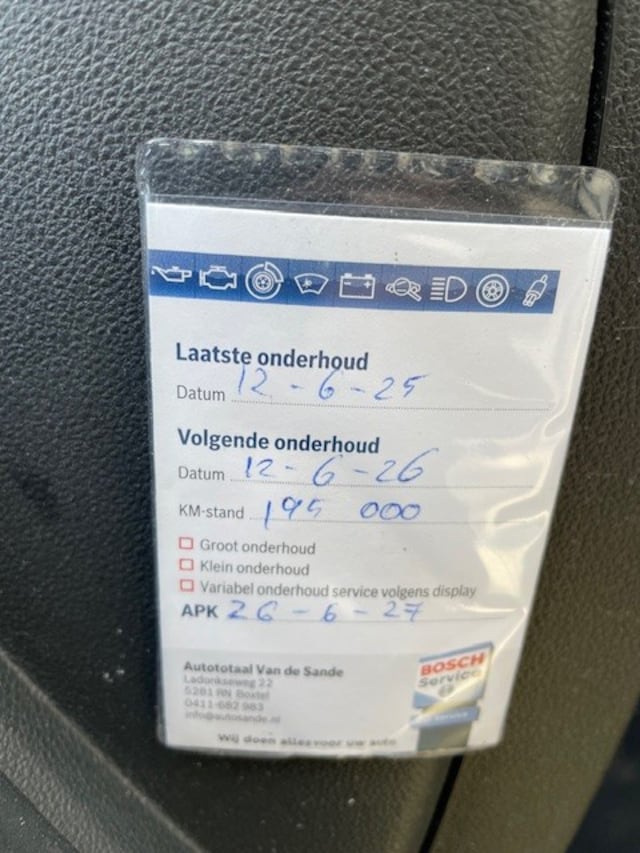 Laatste onderhoud
Datum 12-6-25
Volgende onderhoud
Datum 12-6-26
KM-stand 195 000
Groot onderhoud
Klein onderhoud
Variabel onderhoud service volgens display
APK 26-6-27
Autototaal Van de Sande
Ladonkseweg 22
5281 RN Boxtel
0411-682 983
info@autosande.nl
BOSCH
Service
Wij doen alles voor uw auto